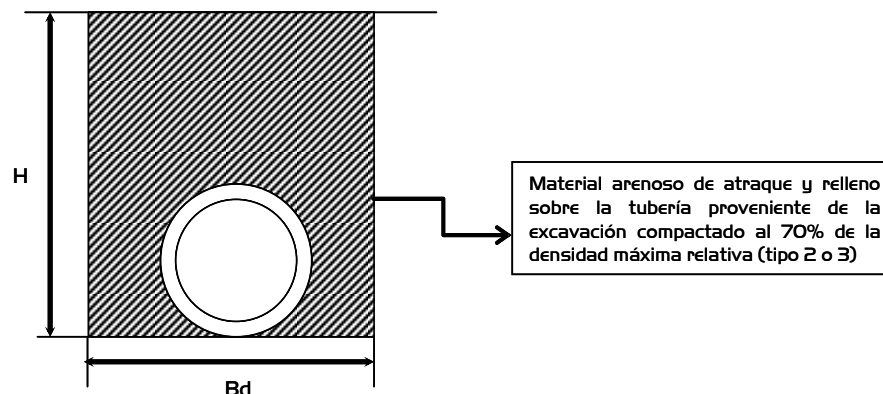 H
Material arenoso de atraque y relleno
sobre la tubería proveniente de la
excavación compactado al 70% de la
densidad máxima relativa (tipo 2 o 3)
Bd